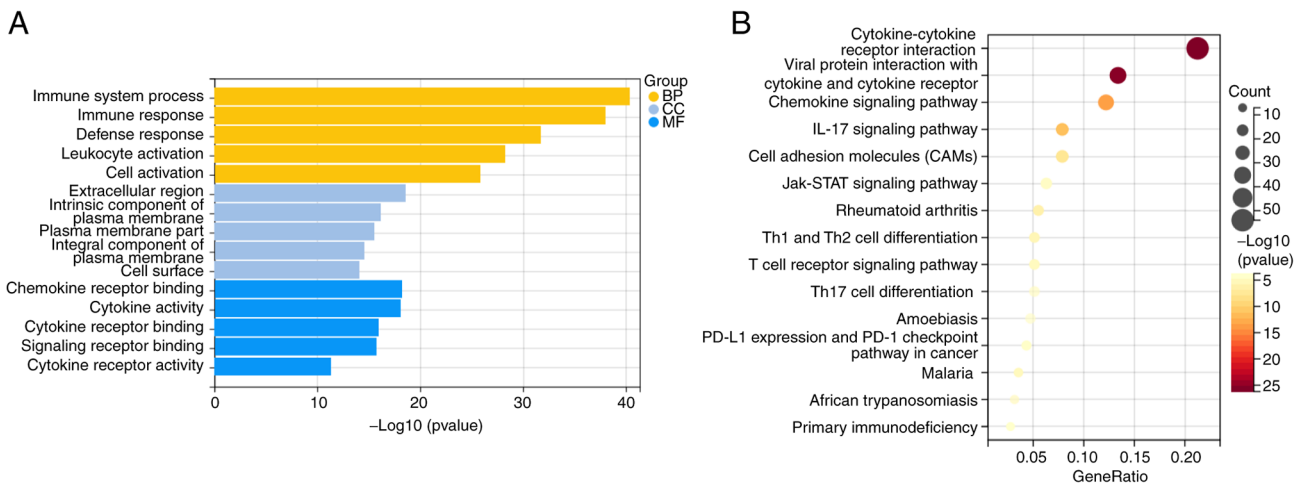 A
Immune system process
Immune response
Defense response
Leukocyte activation
Cell activation
Extracellular region
Intrinsic component of
plasma membrane
Plasma membrane part
Integral component of
plasma membrane
Cell surface
Chemokine receptor binding
Cytokine activity
Cytokine receptor binding
Signaling receptor binding
Cytokine receptor activity
0 10 20 30 40
−Log10 (pvalue)
Group
BP
CC
MF
B
Cytokine-cytokine
receptor interaction
Viral protein interaction with
cytokine and cytokine receptor
Chemokine signaling pathway
IL-17 signaling pathway
Cell adhesion molecules (CAMs)
Jak-STAT signaling pathway
Rheumatoid arthritis
Th1 and Th2 cell differentiation
T cell receptor signaling pathway
Th17 cell differentiation
Amoebiasis
PD-L1 expression and PD-1 checkpoint
pathway in cancer
Malaria
African trypanosomiasis
Primary immunodeficiency
0.05 0.10 0.15 0.20
GeneRatio
Count
10
20
30
40
50
−Log10
(pvalue)
5
10
15
20
25